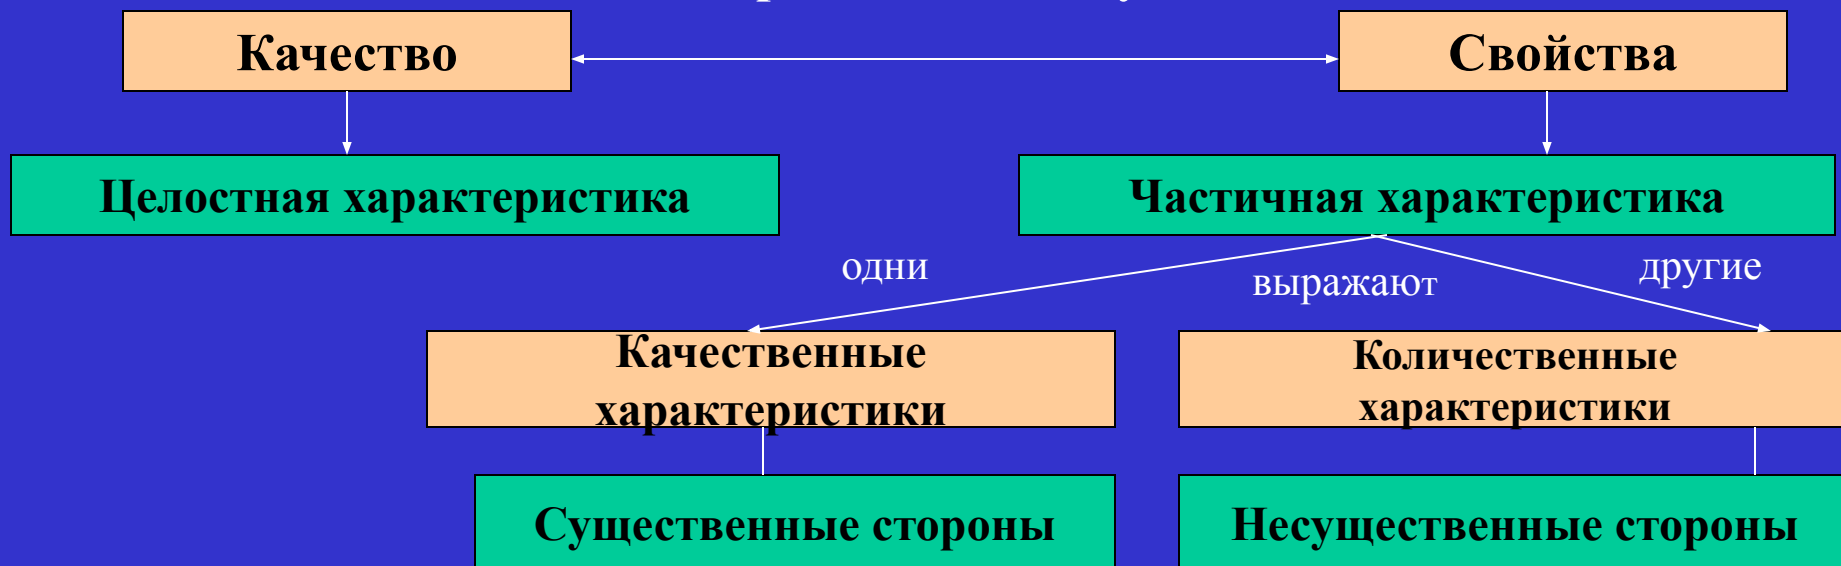 Качество
Свойства
Целостная характеристика
Частичная характеристика
одни
выражают
другие
Качественные
характеристики
Количественные
характеристики
Существенные стороны
Несущественные стороны